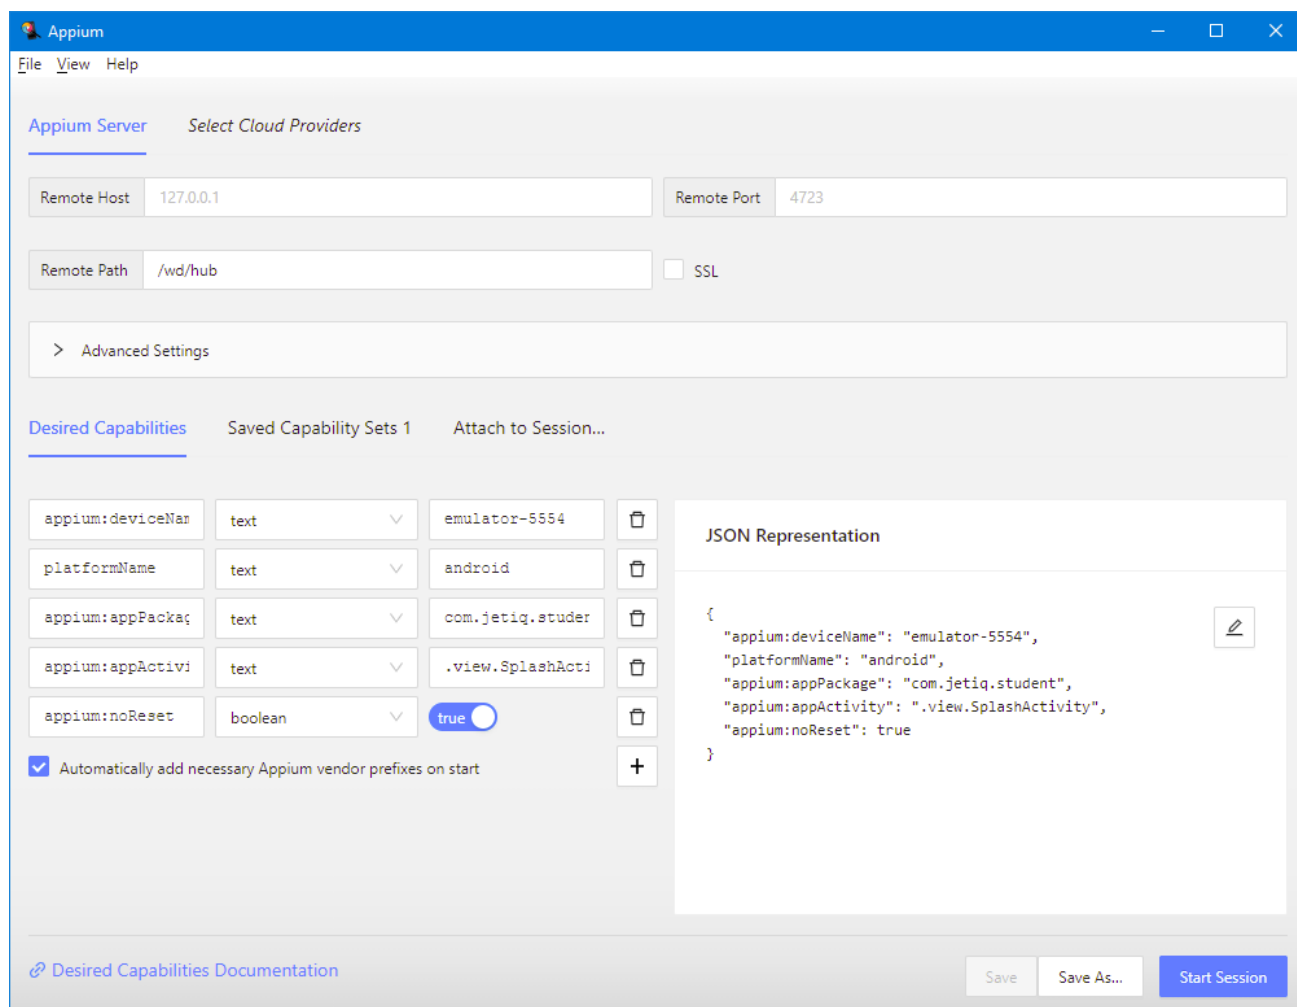 Appium
File View Help
Appium Server Select Cloud Providers
Remote Host 127.0.0.1 Remote Port 4723
Remote Path /wd/hub SSL
Advanced Settings
Desired Capabilities Saved Capability Sets 1 Attach to Session...
appium:deviceNar text emulator-5554
platformName text android
appium:appPackag text com.jetiq.studer
appium:appActivi text .view.SplashActi
appium:noReset boolean true
Automatically add necessary Appium vendor prefixes on start
JSON Representation
{
"appium:deviceName": "emulator-5554",
"platformName": "android",
"appium:appPackage": "com.jetiq.student",
"appium:appActivity": ".view.SplashActivity",
"appium:noReset": true
}
Desired Capabilities Documentation
Save Save As... Start Session